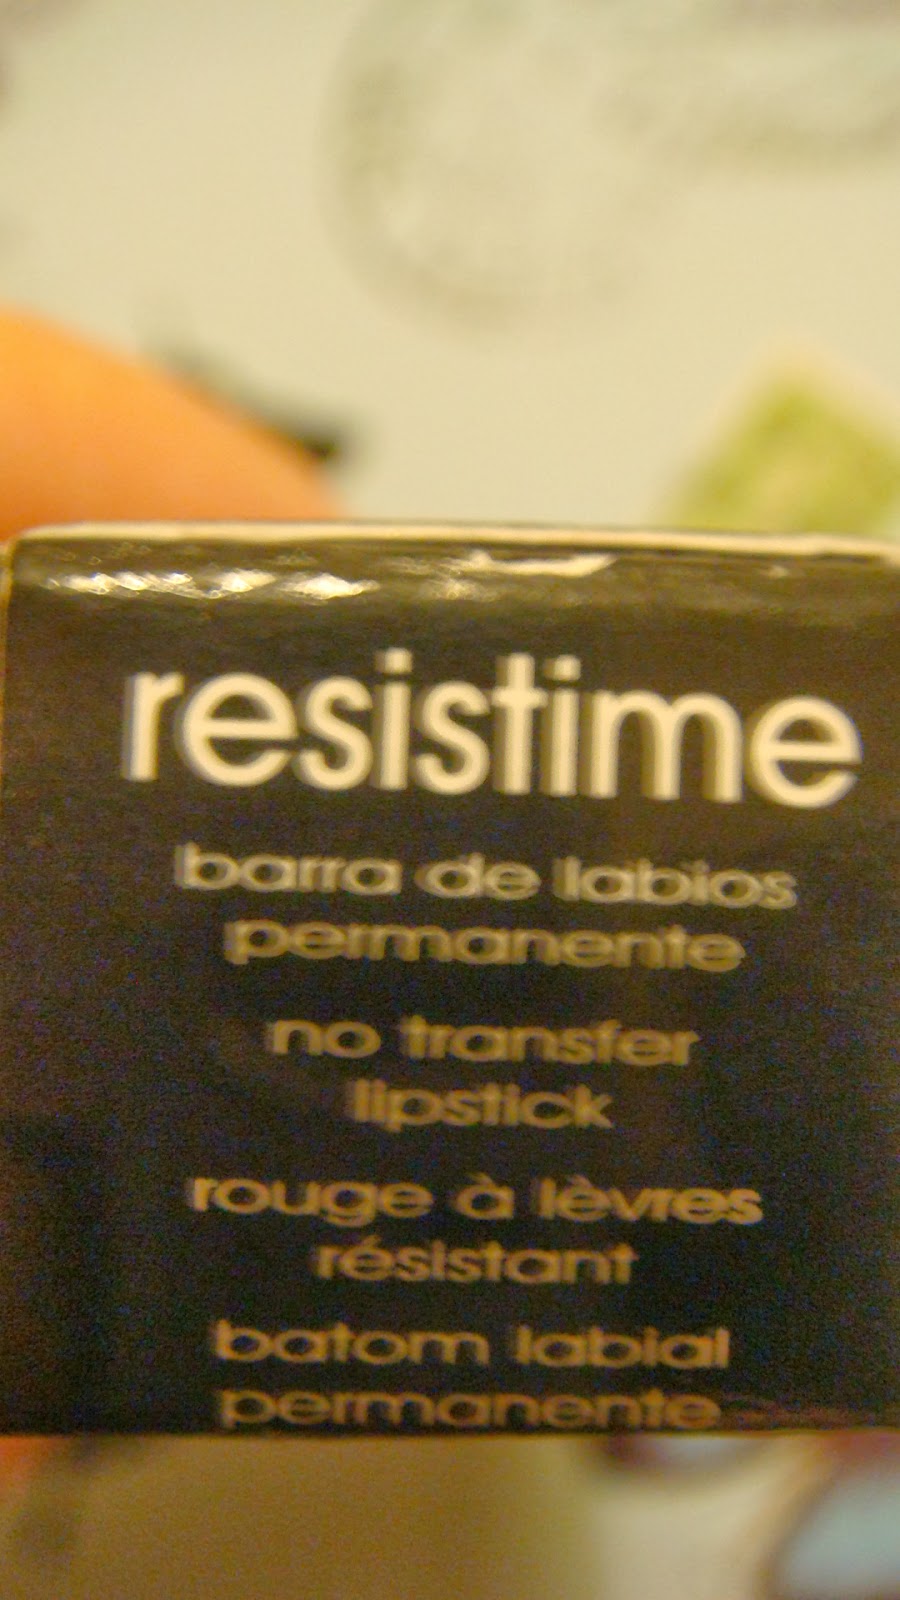 resistime
barra de labios
permanente
no transfer
lipstick
rouge à lèvres
résistant
batom labial
permanente